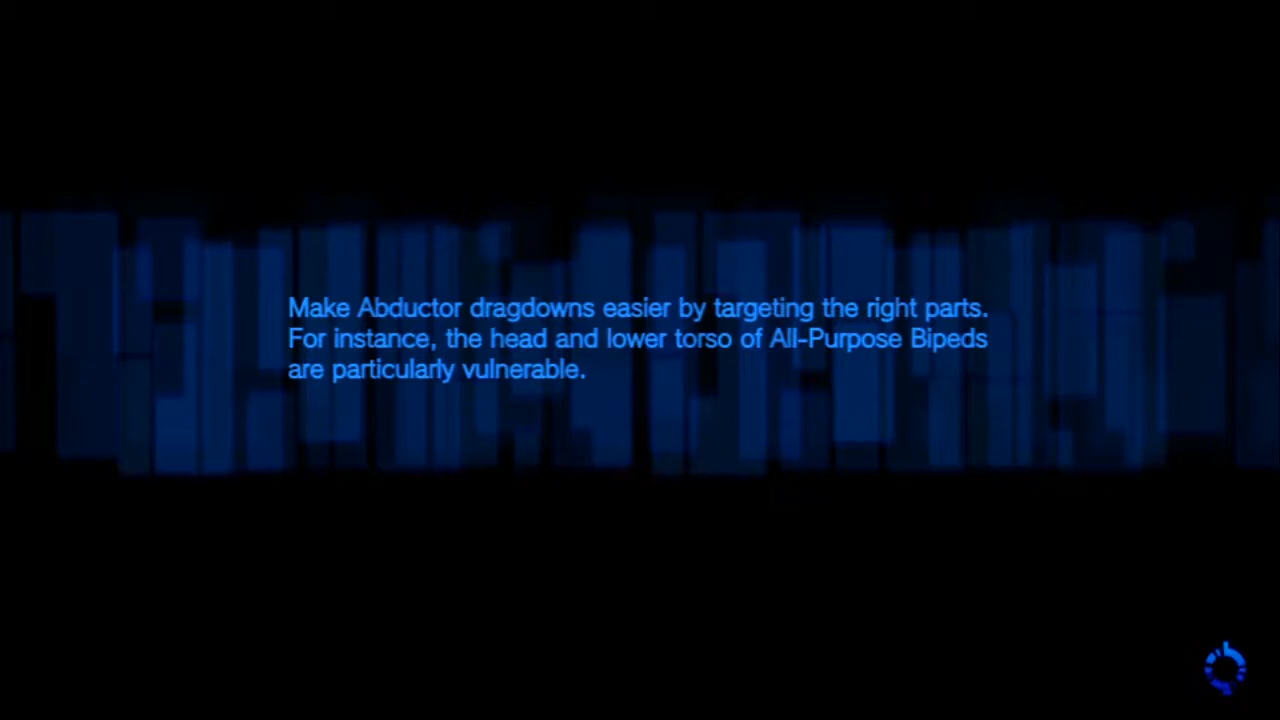 Make Abductor dragdowns easier by targeting the right parts.
For instance, the head and lower torso of All-Purpose Bipeds
are particularly vulnerable.